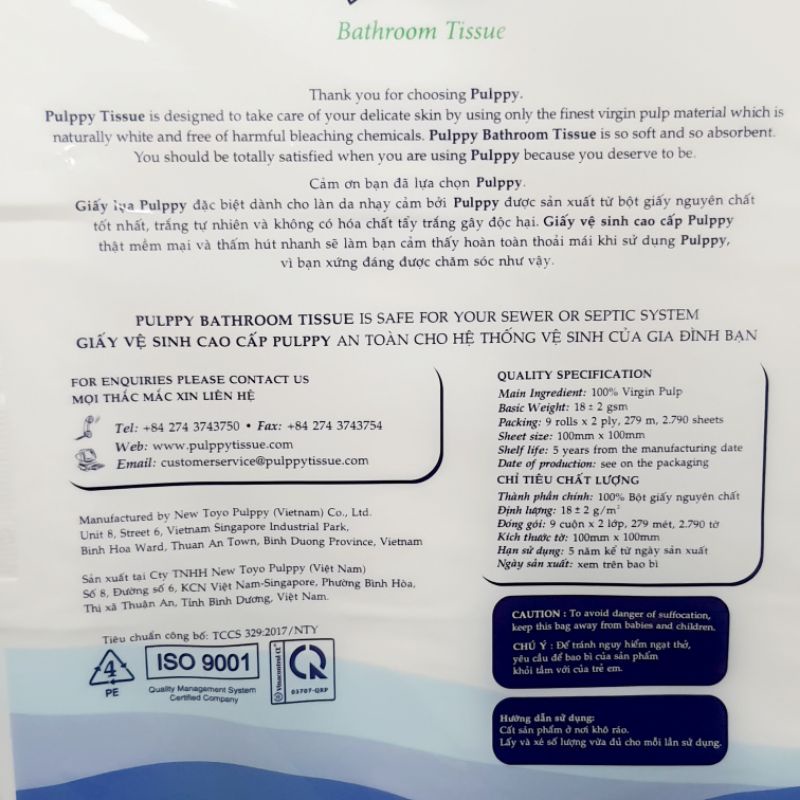 Bathroom Tissue
Thank you for choosing Pulppy.
Pulppy Tissue is designed to take care of your delicate skin by using only the finest virgin pulp material which is
naturally white and free of harmful bleaching chemicals. Pulppy Bathroom Tissue is so soft and so absorbent.
You should be totally satisfied when you are using Pulppy because you deserve to be.
Cảm ơn bạn đã lựa chọn Pulppy.
Giấy lụa Pulppy đặc biệt dành cho làn da nhạy cảm bởi Pulppy được sản xuất từ bột giấy nguyên chất
tốt nhất, trắng tự nhiên và không có hóa chất tẩy trắng gây độc hại. Giấy vệ sinh cao cấp Pulppy
thật mềm mại và thấm hút nhanh sẽ làm bạn cảm thấy hoàn toàn thoải mái khi sử dụng Pulppy,
vì bạn xứng đáng được chăm sóc như vậy.
PULPPY BATHROOM TISSUE IS SAFE FOR YOUR SEWER OR SEPTIC SYSTEM
GIẤY VỆ SINH CAO CẤP PULPPY AN TOÀN CHO HỆ THỐNG VỆ SINH CỦA GIA ĐÌNH BẠN
FOR ENQUIRIES PLEASE CONTACT US
MỌI THẮC MẮC XIN LIÊN HỆ
Tel: +84 274 3743750 • Fax: +84 274 3743754
Web: www.pulppytissue.com
Email: customerservice@pulppytissue.com
Manufactured by New Toyo Pulppy (Vietnam) Co., Ltd.
Unit 8, Street 6, Vietnam Singapore Industrial Park,
Binh Hoa Ward, Thuan An Town, Binh Duong Province, Vietnam
Sản xuất tại Cty TNHH New Toyo Pulppy (Việt Nam)
Số 8, Đường số 6, KCN Việt Nam-Singapore, Phường Bình Hòa,
Thị xã Thuận An, Tỉnh Bình Dương, Việt Nam.
Tiêu chuẩn công bố: TCCS 329:2017/NTY
4
PE
ISO 9001
Quality Management System
Certified Company
Vinacontrol CE
03707-QRP
QUALITY SPECIFICATION
Main Ingredient: 100% Virgin Pulp
Basic Weight: 18 ± 2 gsm
Packing: 9 rolls x 2 ply, 279 m, 2.790 sheets
Sheet size: 100mm x 100mm
Shelf life: 5 years from the manufacturing date
Date of production: see on the packaging
CHỈ TIÊU CHẤT LƯỢNG
Thành phần chính: 100% Bột giấy nguyên chất
Định lượng: 18 ± 2 g/m²
Đóng gói: 9 cuộn x 2 lớp, 279 mét, 2.790 tờ
Kích thước tờ: 100mm x 100mm
Hạn sử dụng: 5 năm kể từ ngày sản xuất
Ngày sản xuất: xem trên bao bì
CAUTION : To avoid danger of suffocation,
keep this bag away from babies and children.
CHÚ Ý : Để tránh nguy hiểm ngạt thở,
yêu cầu để bao bì của sản phẩm
khỏi tầm với của trẻ em.
Hướng dẫn sử dụng:
Cất sản phẩm ở nơi khô ráo.
Lấy và xé số lượng vừa đủ cho mỗi lần sử dụng.